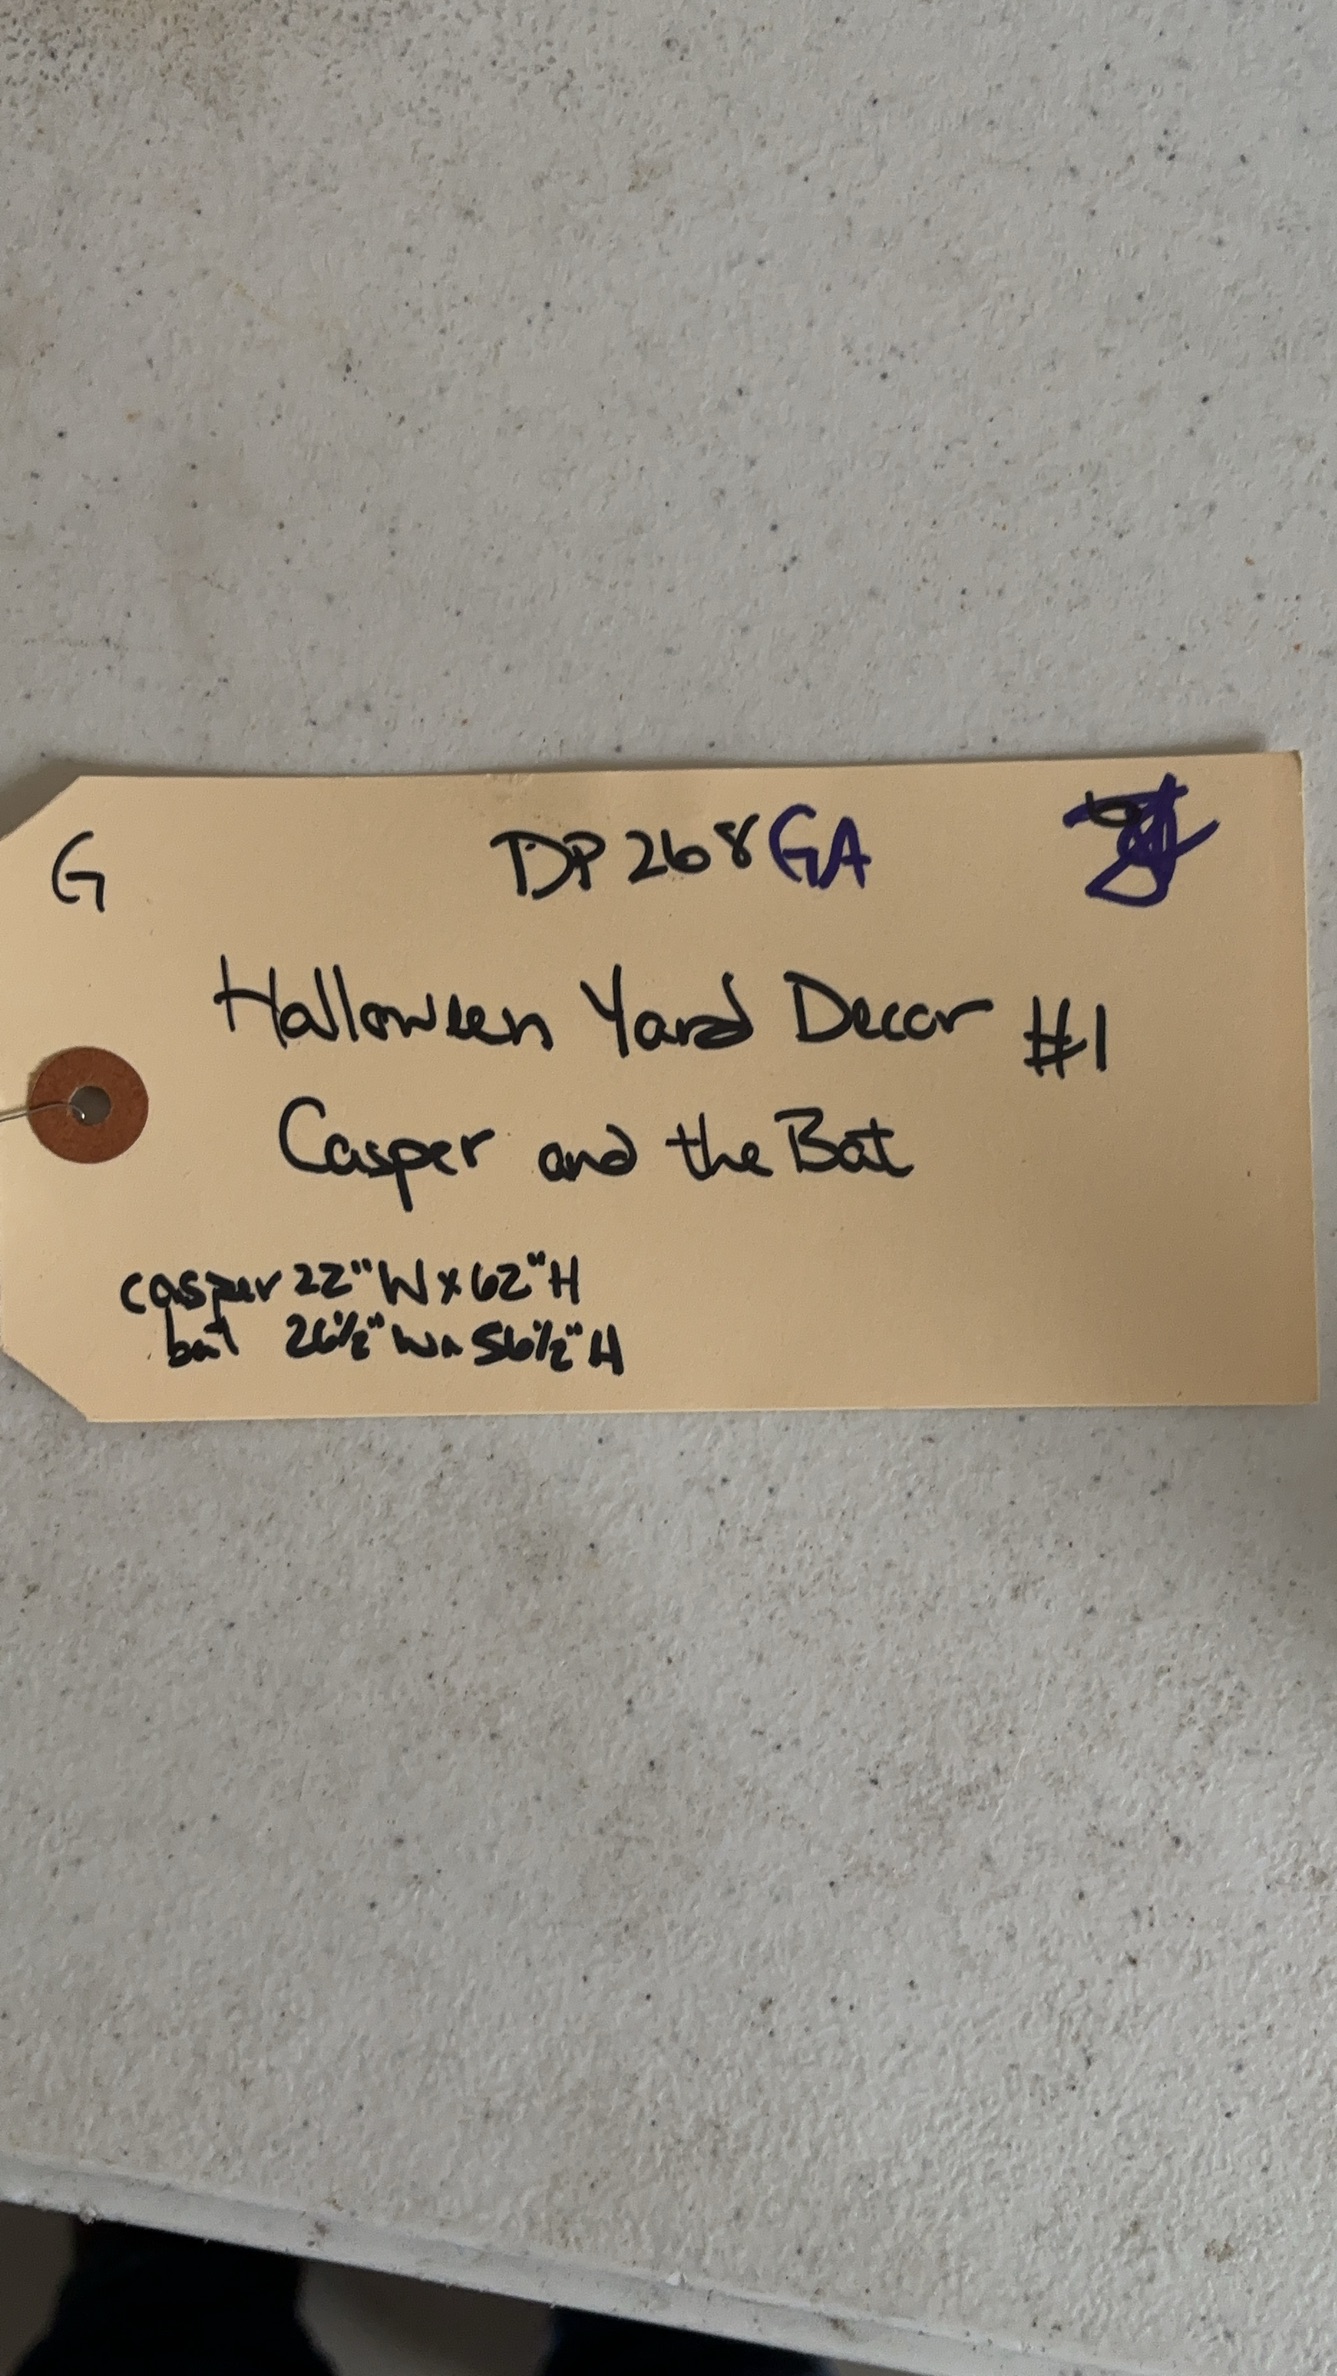 G DP268GA
Halloween Yard Decor #1
Casper and the Bat
casper 22" W x 62" H
bat 26½" W x 56½" H